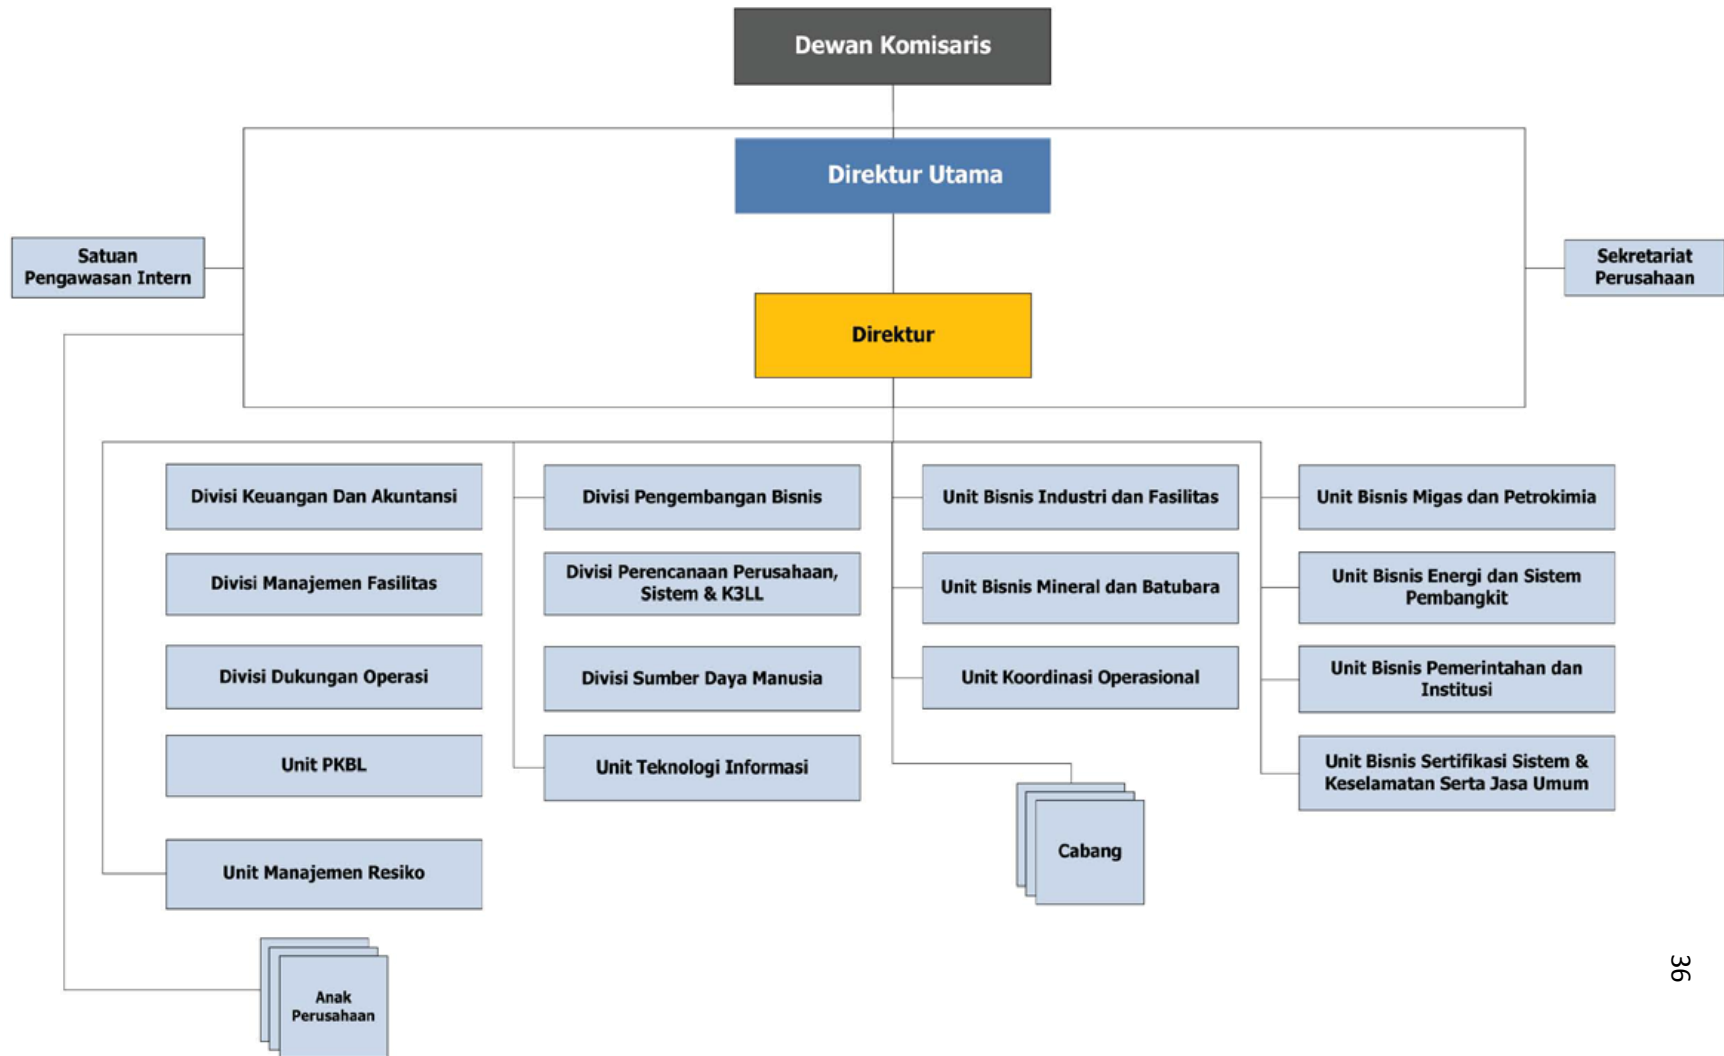 Dewan Komisaris
Direktur Utama
Satuan
Pengawasan Intern
Sekretariat
Perusahaan
Direktur
Divisi Keuangan Dan Akuntansi
Divisi Pengembangan Bisnis
Unit Bisnis Industri dan Fasilitas
Unit Bisnis Migas dan Petrokimia
Divisi Manajemen Fasilitas
Divisi Perencanaan Perusahaan,
Sistem & K3LL
Unit Bisnis Mineral dan Batubara
Unit Bisnis Energi dan Sistem
Pembangkit
Divisi Dukungan Operasi
Divisi Sumber Daya Manusia
Unit Koordinasi Operasional
Unit Bisnis Pemerintahan dan
Institusi
Unit PKBL
Unit Teknologi Informasi
Unit Bisnis Sertifikasi Sistem &
Keselamatan Serta Jasa Umum
Cabang
Unit Manajemen Resiko
Anak
Perusahaan
36